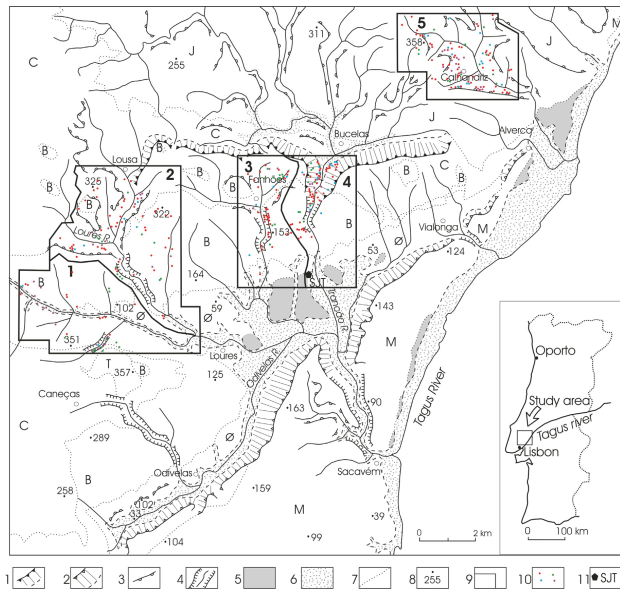 M
5
J
358
J
311
C
J
255
Calhandriz
J
Bucelas
Alverca
C
B
Lousa
B
3
B
C
2
4
B
B
325
Fanhões
B
322
B
B
Vialonga
M
Loures R.
B
153
53
Ø
124
1
164
SJT
B
B
102
Ø
59
Ø
143
Trancão R.
351
Loures
M
T
357
B
125
Odivelas R.
Tagus River
Oporto
Caneças
163
90
Study area
C
289
Ø
Tagus river
Lisbon
B
Odivelas
Sacavém
258
102
33
159
M
39
104
99
0 2 km
0 100 km
1 2 3 4 5 6 7 8 255 9 10 11 SJT